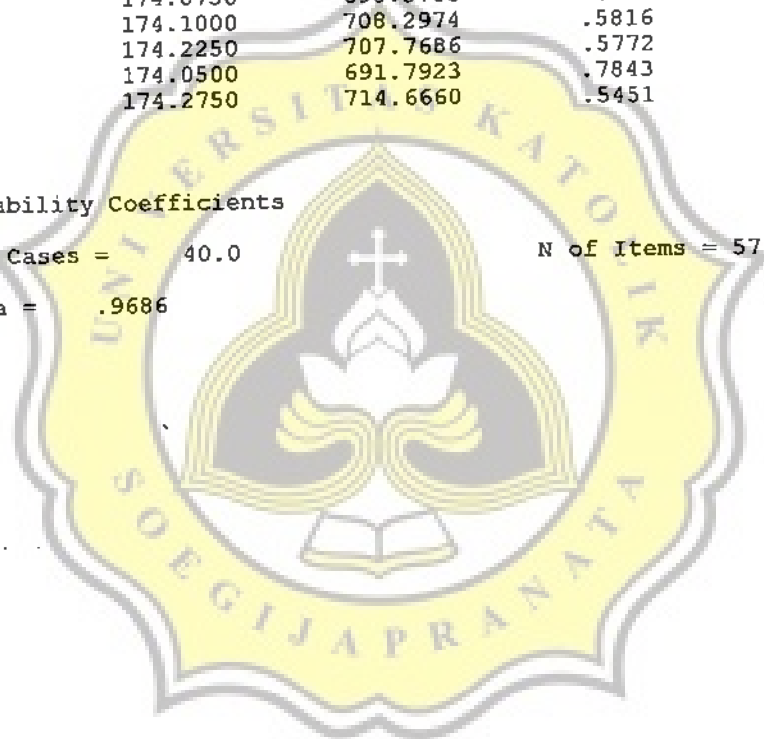 174.1000 708.2974 .5816
174.2250 707.7686 .5772
174.0500 691.7923 .7843
174.2750 714.6660 .5451
ability Coefficients
Cases = 40.0 N of Items = 57
a = .9686
UNIVERSITAS KATOLIK
SOEGIJAPRANATA